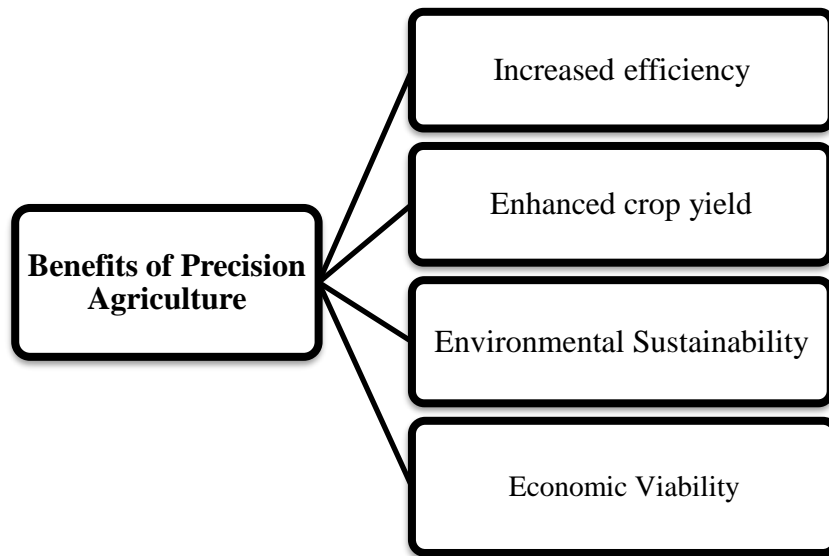 Increased efficiency
Enhanced crop yield
Benefits of Precision
Agriculture
Environmental Sustainability
Economic Viability